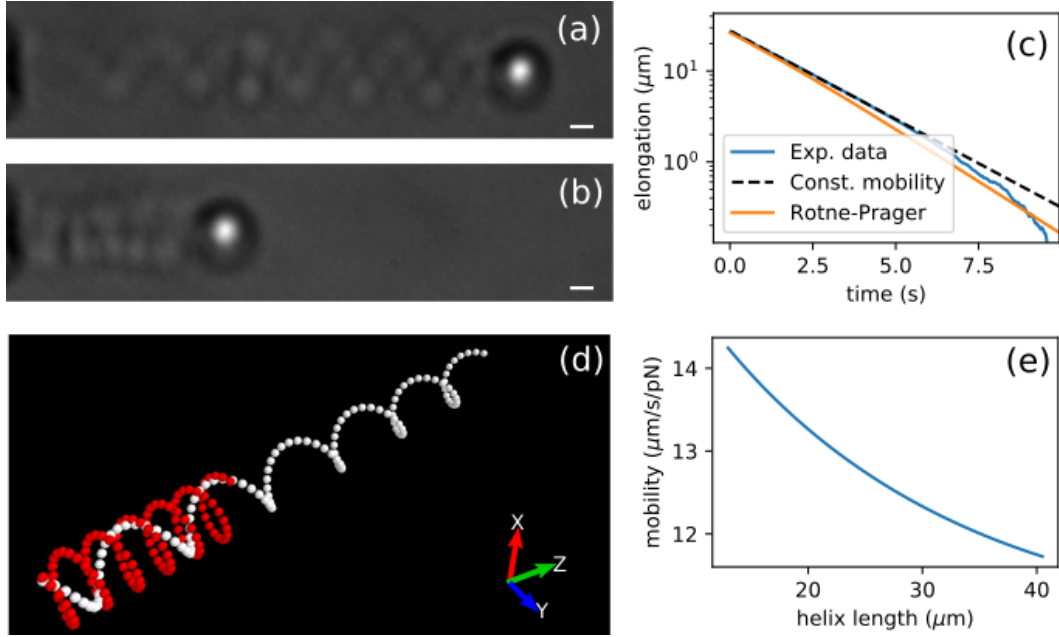 (a)
(b)
(c)
elongation (μm)
10¹
10⁰
Exp. data
Const. mobility
Rotne-Prager
0.0 2.5 5.0 7.5
time (s)
(d)
X
Z
Y
(e)
mobility (μm/s/pN)
14
13
12
20 30 40
helix length (μm)